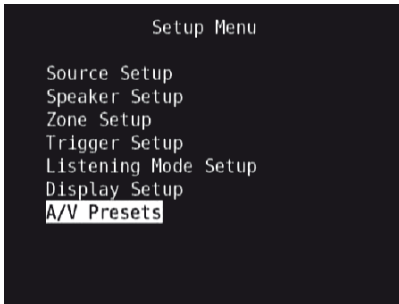 Setup Menu
Source Setup
Speaker Setup
Zone Setup
Trigger Setup
Listening Mode Setup
Display Setup
A/V Presets